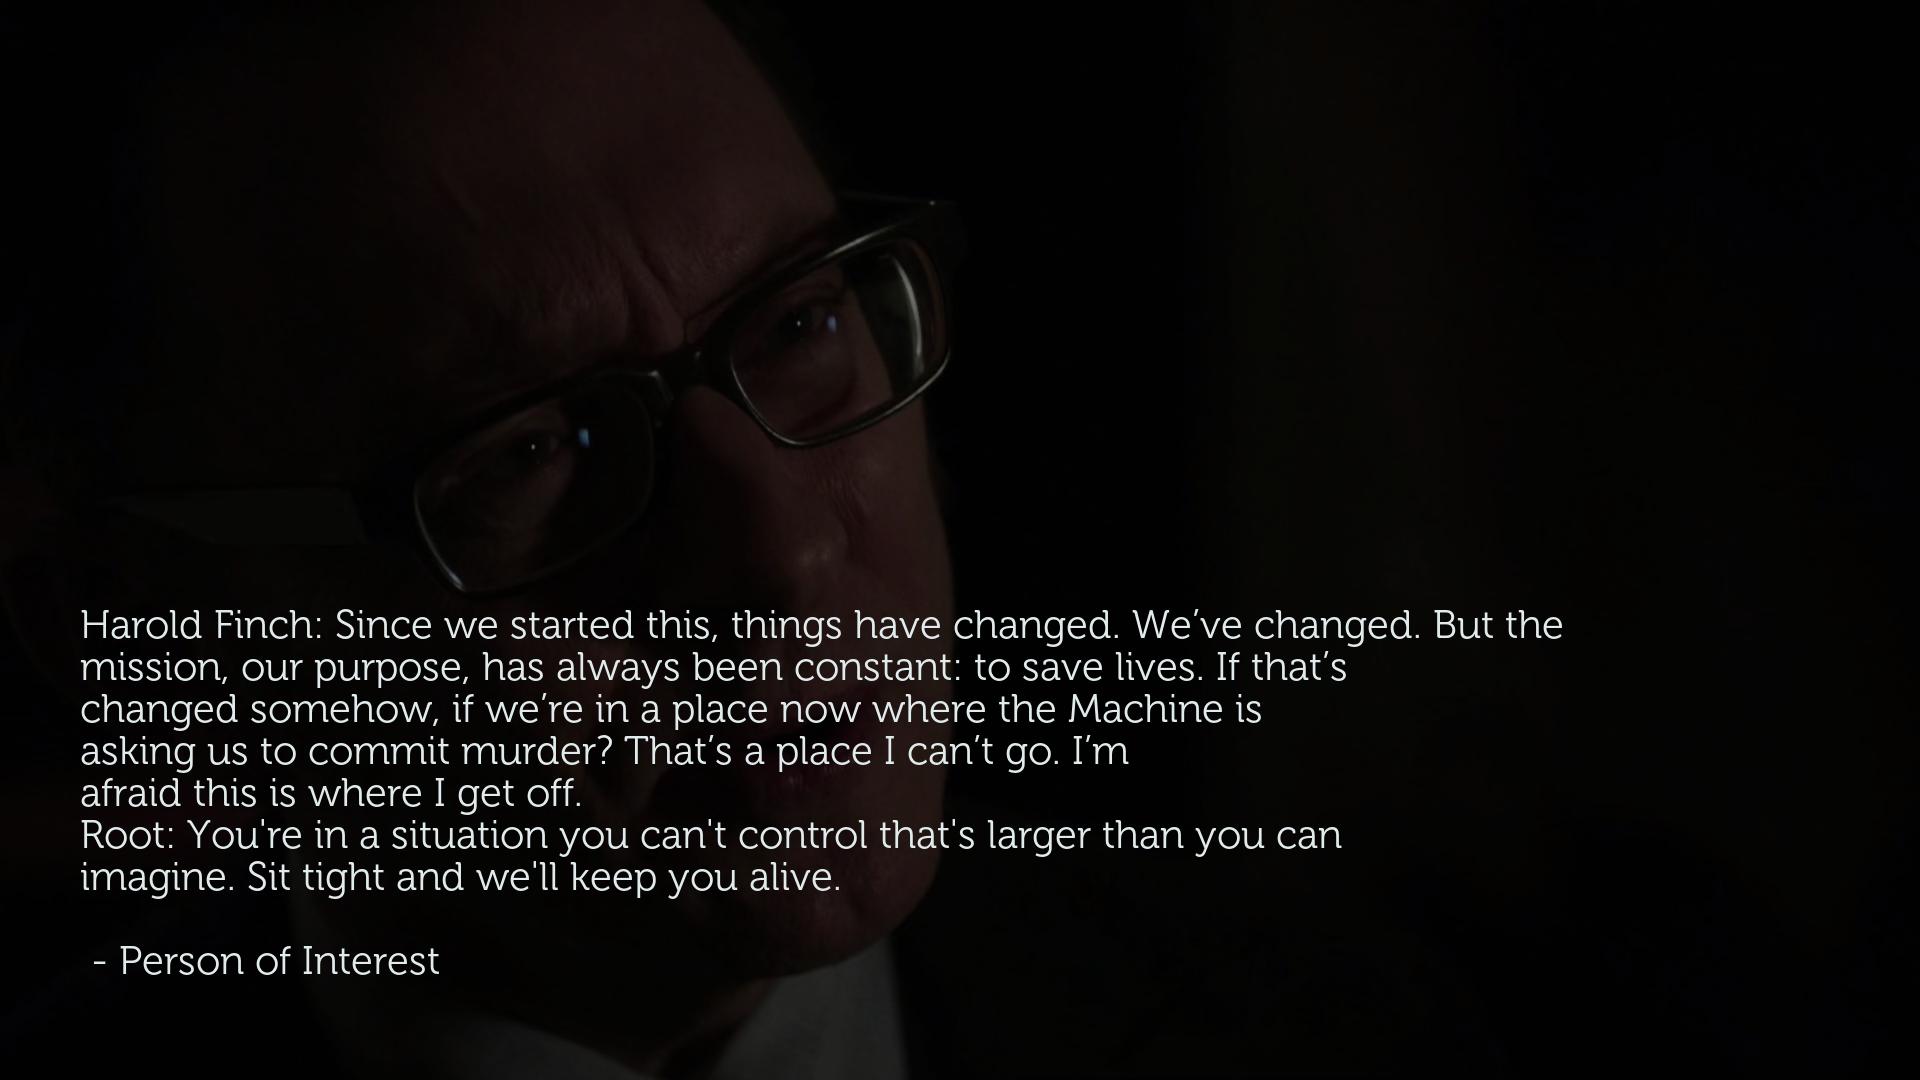 Harold Finch: Since we started this, things have changed. We’ve changed. But the
mission, our purpose, has always been constant: to save lives. If that’s
changed somehow, if we’re in a place now where the Machine is
asking us to commit murder? That’s a place I can’t go. I’m
afraid this is where I get off.
Root: You're in a situation you can't control that's larger than you can
imagine. Sit tight and we'll keep you alive.
- Person of Interest